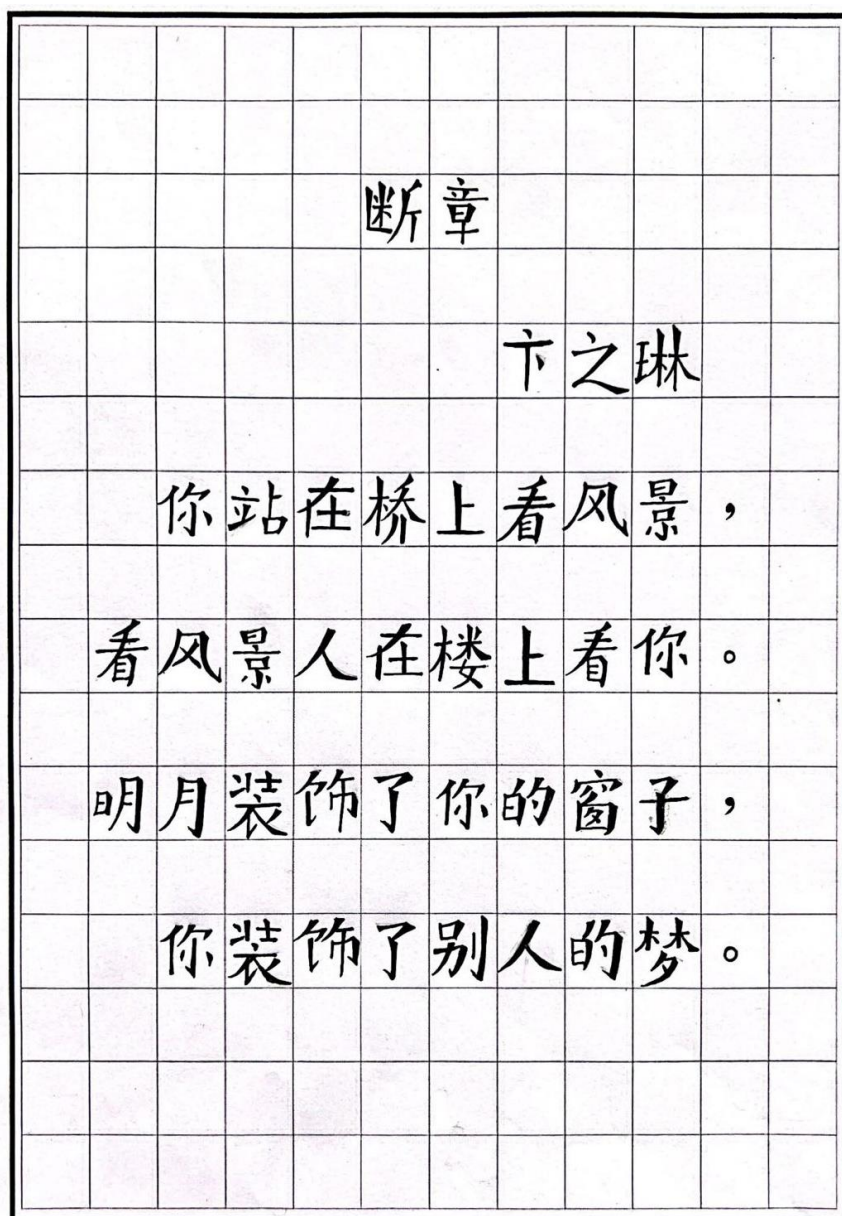 断章
卞之琳
你站在桥上看风景，
看风景人在楼上看你。
明月装饰了你的窗子，
你装饰了别人的梦。